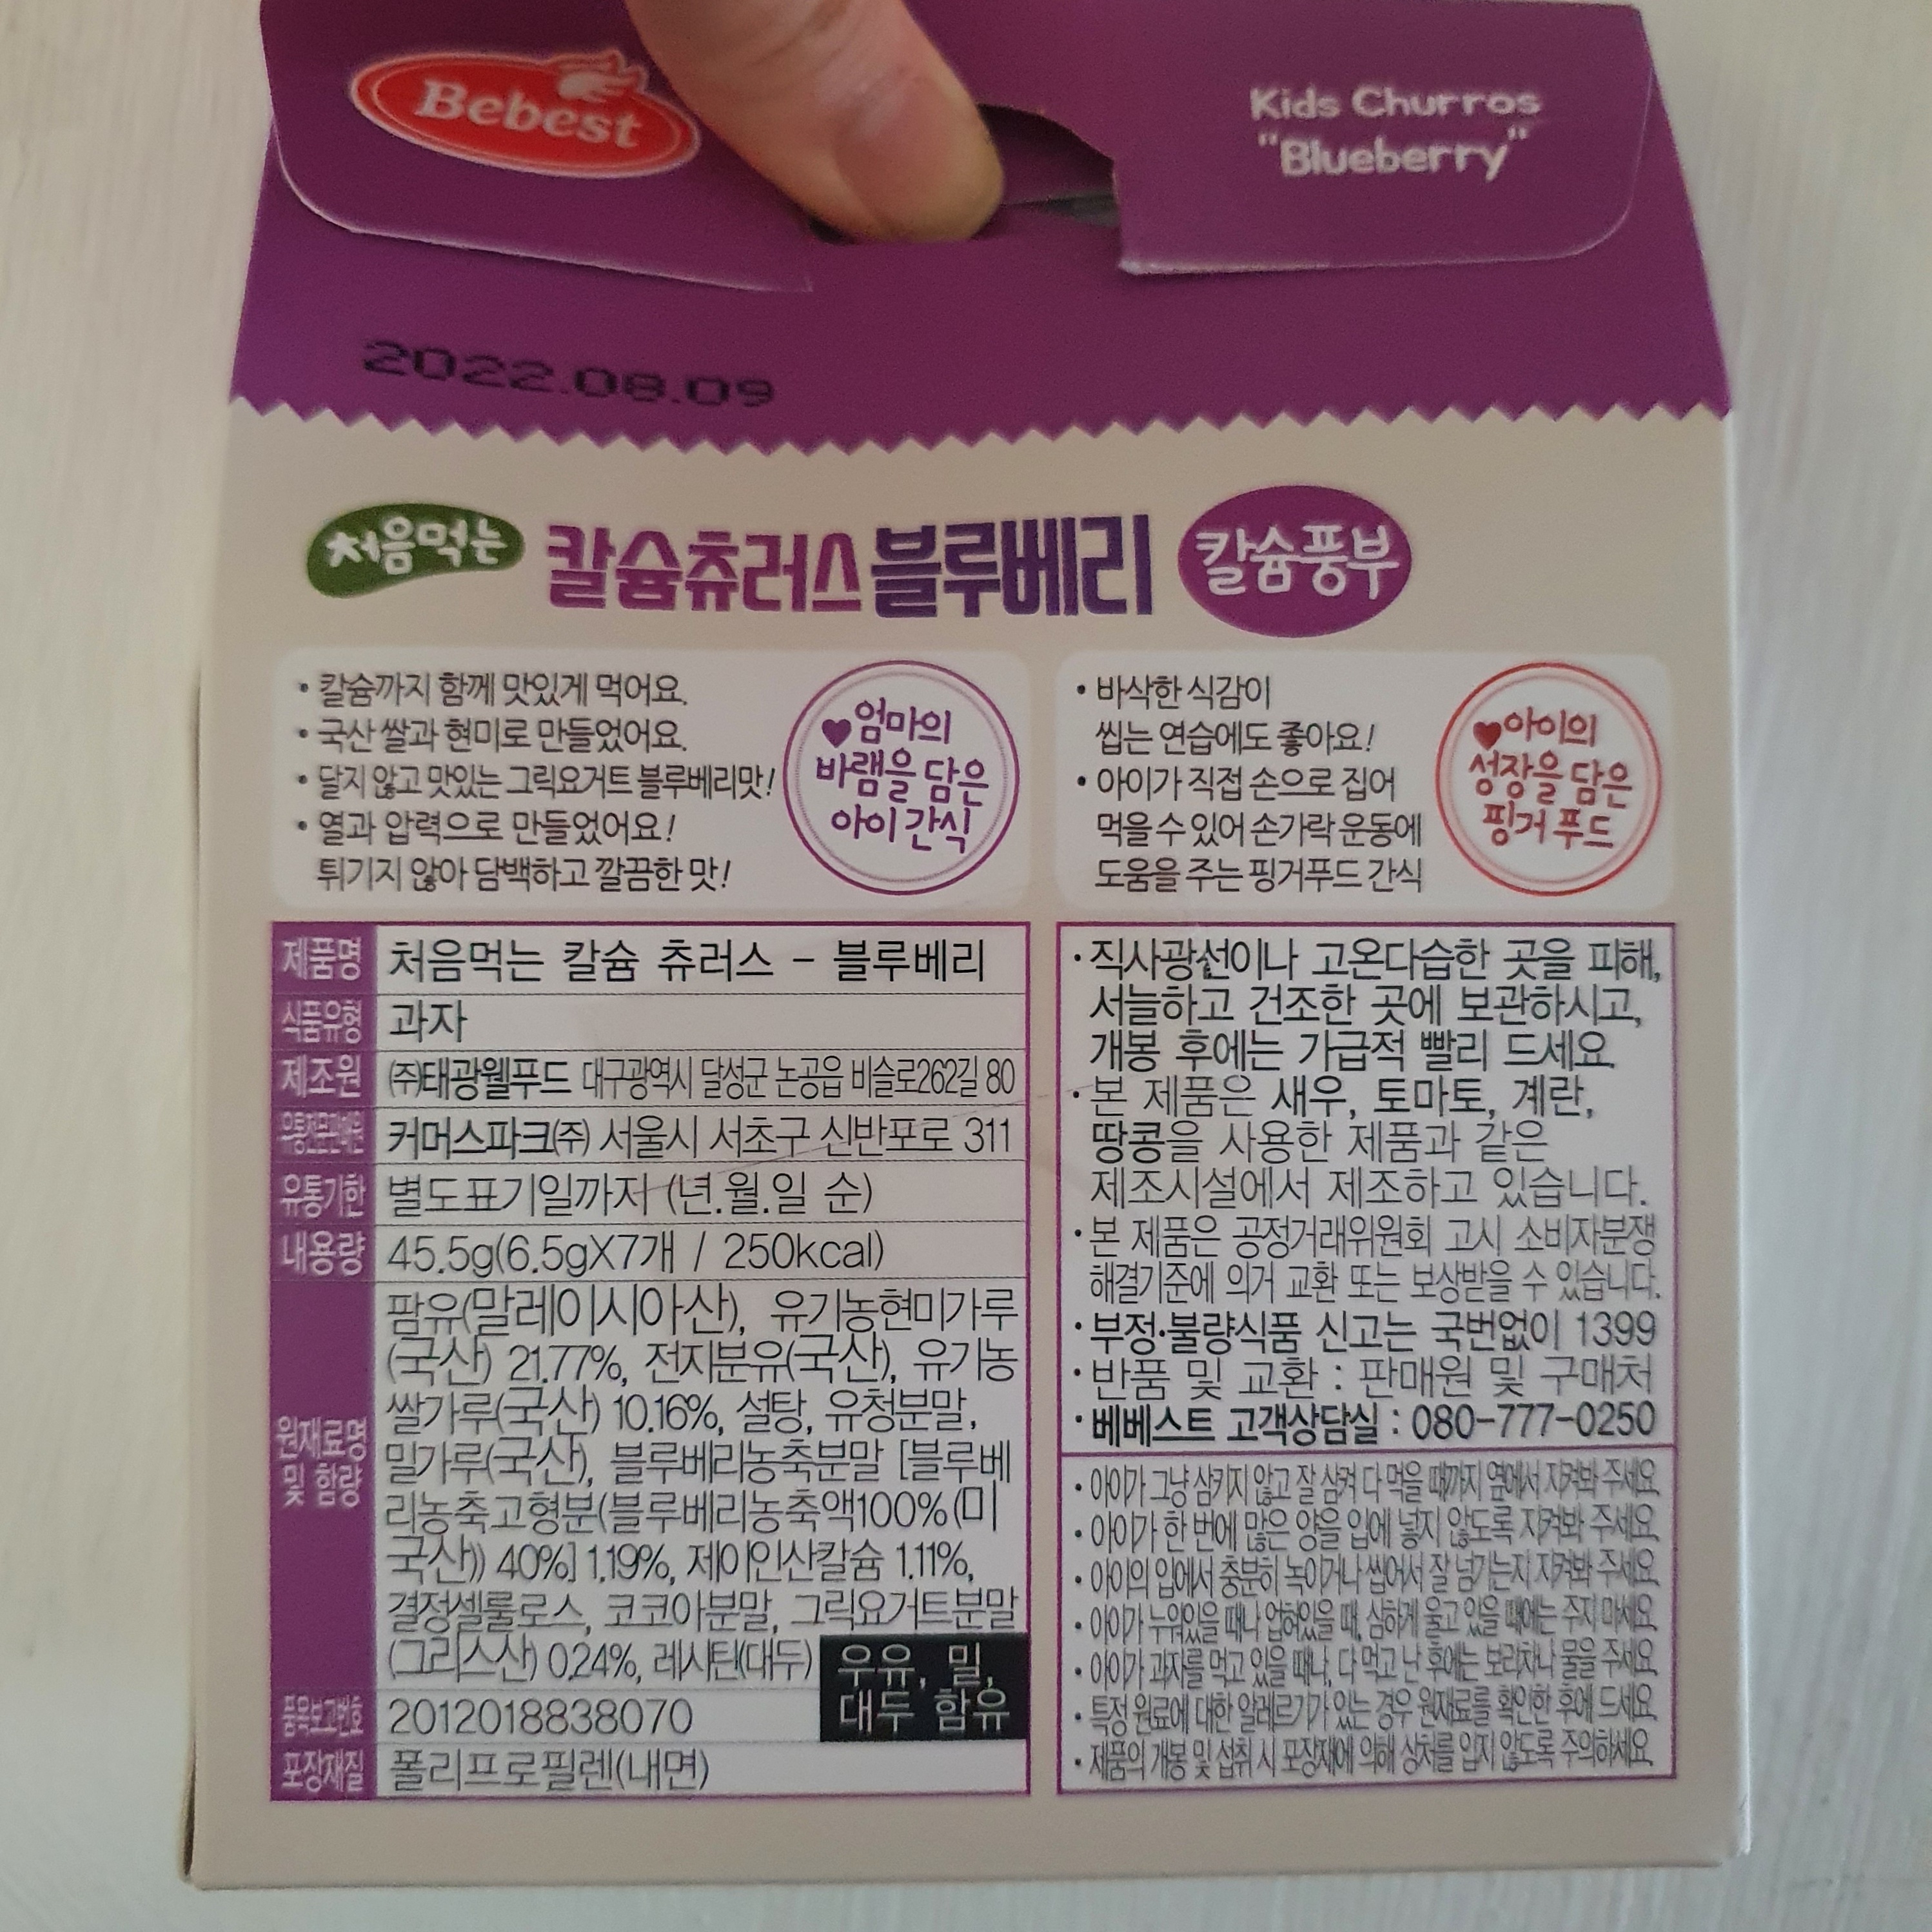 Bebest
Kids Churros
"Blueberry"
2022.08.09
처음먹는 칼슘츄러스 블루베리 칼슘풍부
• 칼슘까지 함께 맛있게 먹어요.
• 국산 쌀과 현미로 만들었어요.
• 달지 않고 맛있는 그릭요거트 블루베리맛!
• 열과 압력으로 만들었어요!
튀기지 않아 담백하고 깔끔한 맛!
♥엄마의
바램을 담은
아이 간식
• 바삭한 식감이
씹는 연습에도 좋아요!
• 아이가 직접 손으로 집어
먹을 수 있어 손가락 운동에
도움을 주는 핑거푸드 간식
♥아이의
성장을 담은
핑거 푸드
제품명 처음먹는 칼슘 츄러스 - 블루베리
식품유형 과자
제조원 (주)태광웰푸드 대구광역시 달성군 논공읍 비슬로262길 80
유통전문판매원 커머스파크(주) 서울시 서초구 신반포로 311
유통기한 별도표기일까지 (년.월.일 순)
내용량 45.5g(6.5gX7개 / 250kcal)
원재료명
및 함량
팜유(말레이시아산), 유기농현미가루
(국산) 21.77%, 전지분유(국산), 유기농
쌀가루(국산) 10.16%, 설탕, 유청분말,
밀가루(국산), 블루베리농축분말 [블루베
리농축고형분(블루베리농축액100%(미
국산)) 40%] 1.19%, 제이인산칼슘 1.11%,
결정셀룰로스, 코코아분말, 그릭요거트분말
(그리스산) 0.24%, 레시틴(대두)
우유, 밀,
대두 함유
품목보고번호 2012018838070
포장재질 폴리프로필렌(내면)
· 직사광선이나 고온다습한 곳을 피해,
서늘하고 건조한 곳에 보관하시고,
개봉 후에는 가급적 빨리 드세요.
· 본 제품은 새우, 토마토, 계란,
땅콩을 사용한 제품과 같은
제조시설에서 제조하고 있습니다.
· 본 제품은 공정거래위원회 고시 소비자분쟁
해결기준에 의거 교환 또는 보상받을 수 있습니다.
· 부정·불량식품 신고는 국번없이 1399
· 반품 및 교환 : 판매원 및 구매처
· 베베스트 고객상담실 : 080-777-0250
· 아이가 그냥 삼키지 않고 잘 삼켜 다 먹을 때까지 옆에서 지켜봐 주세요.
· 아이가 한 번에 많은 양을 입에 넣지 않도록 지켜봐 주세요.
· 아이의 입에서 충분히 녹이거나 씹어서 잘 넘기는지 지켜봐 주세요.
· 아이가 누워있을 때나 업혀있을 때, 심하게 울고 있을 때에는 주지 마세요.
· 아이가 과자를 먹고 있을 때나, 다 먹고 난 후에는 보리차나 물을 주세요.
· 특정 원료에 대한 알레르기가 있는 경우 원재료를 확인한 후에 드세요.
· 제품의 개봉 및 섭취 시 포장재에 의해 상처를 입지 않도록 주의하세요.